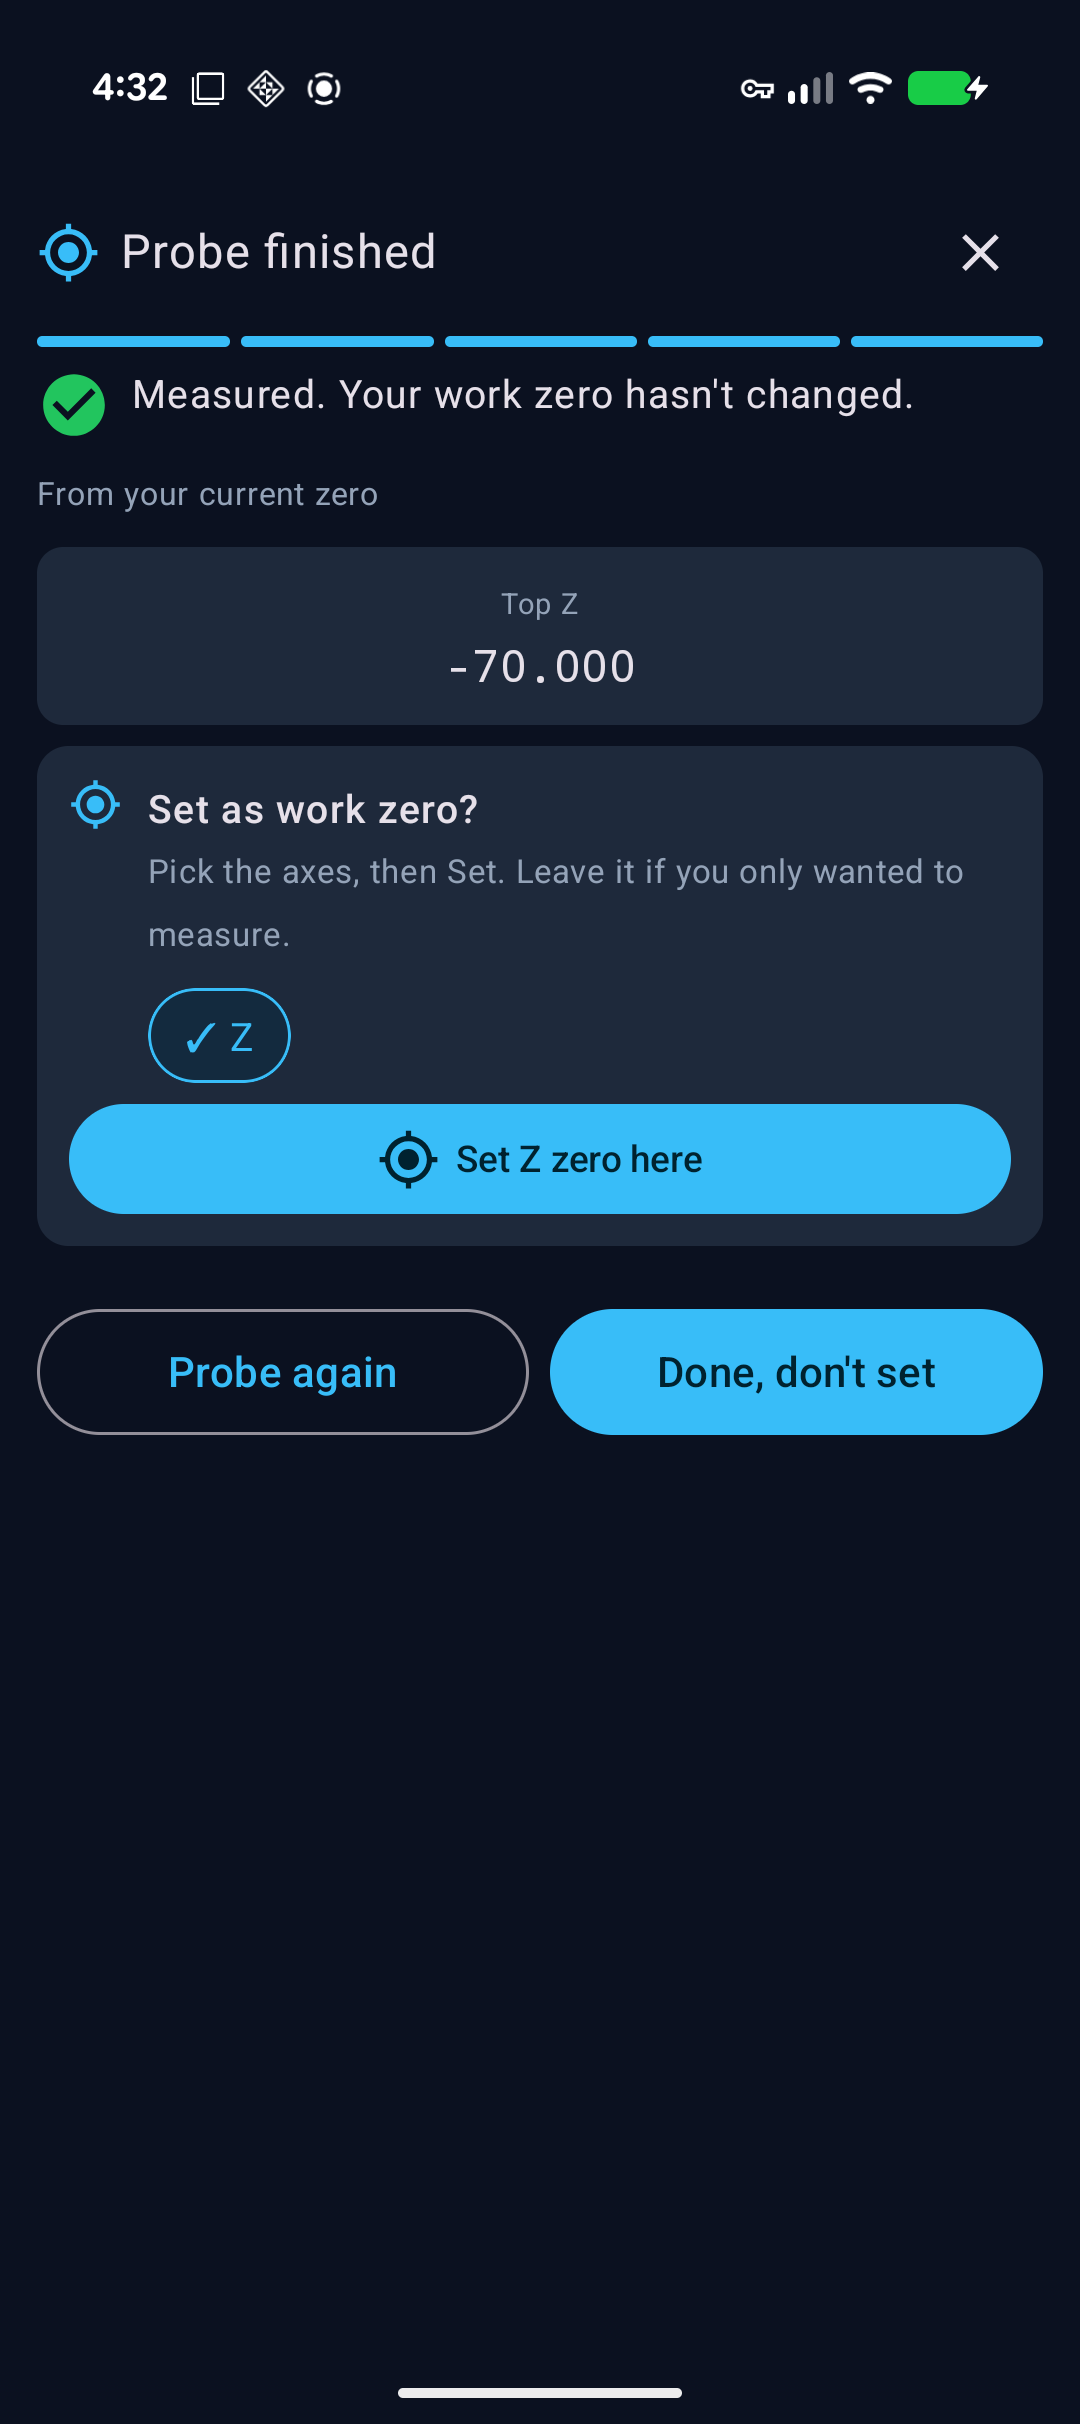 4:32
Probe finished
Measured. Your work zero hasn't changed.
From your current zero
Top Z
-70.000
Set as work zero?
Pick the axes, then Set. Leave it if you only wanted to
measure.
✓ Z
Set Z zero here
Probe again
Done, don't set